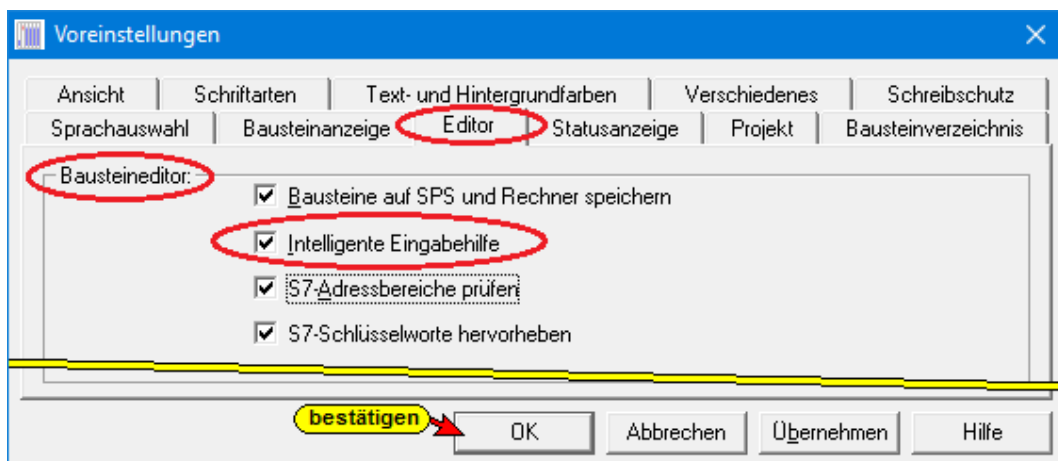 Voreinstellungen
Ansicht Schriftarten Text- und Hintergrundfarben Verschiedenes Schreibschutz
Sprachauswahl Bausteinanzeige Editor Statusanzeige Projekt Bausteinverzeichnis
Bausteineditor:
Bausteine auf SPS und Rechner speichern
Intelligente Eingabehilfe
S7-Adressbereiche prüfen
S7-Schlüsselworte hervorheben
bestätigen OK Abbrechen Übernehmen Hilfe